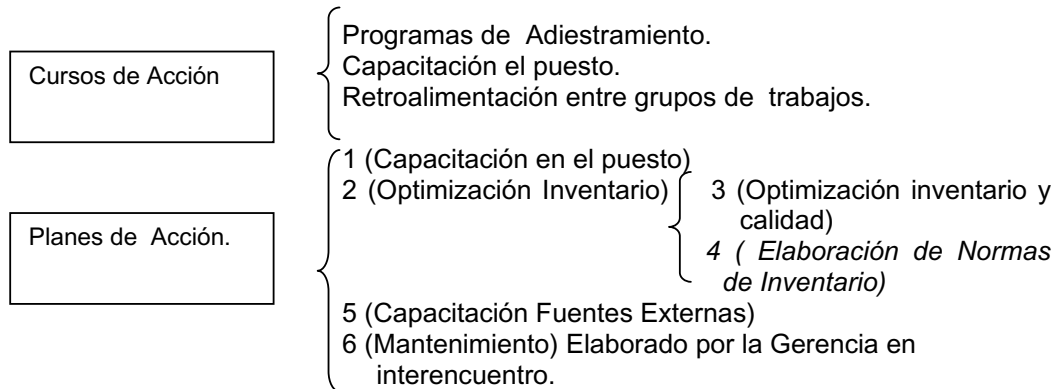 Cursos de Acción
Programas de Adiestramiento.
Capacitación el puesto.
Retroalimentación entre grupos de trabajos.
Planes de Acción.
1 (Capacitación en el puesto)
2 (Optimización Inventario)
3 (Optimización inventario y
calidad)
4 ( Elaboración de Normas
de Inventario)
5 (Capacitación Fuentes Externas)
6 (Mantenimiento) Elaborado por la Gerencia en
interencuentro.